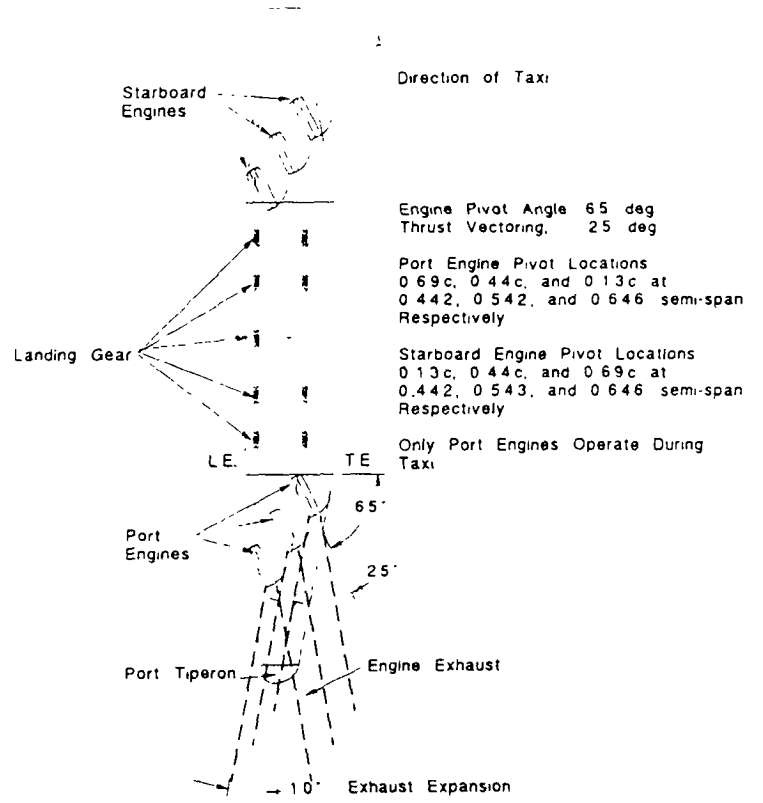 Direction of Taxi
Starboard
Engines
Engine Pivot Angle 65 deg
Thrust Vectoring, 25 deg
Port Engine Pivot Locations
0 69c, 0 44c, and 0 13c at
0 442, 0 542, and 0 646 semi-span
Respectively
Landing Gear
Starboard Engine Pivot Locations
0 13c, 0 44c, and 0 69c at
0.442, 0 543, and 0 646 semi-span
Respectively
Only Port Engines Operate During
Taxi
L E. T E
65°
Port
Engines
25°
Port Tiperon
Engine Exhaust
10° Exhaust Expansion